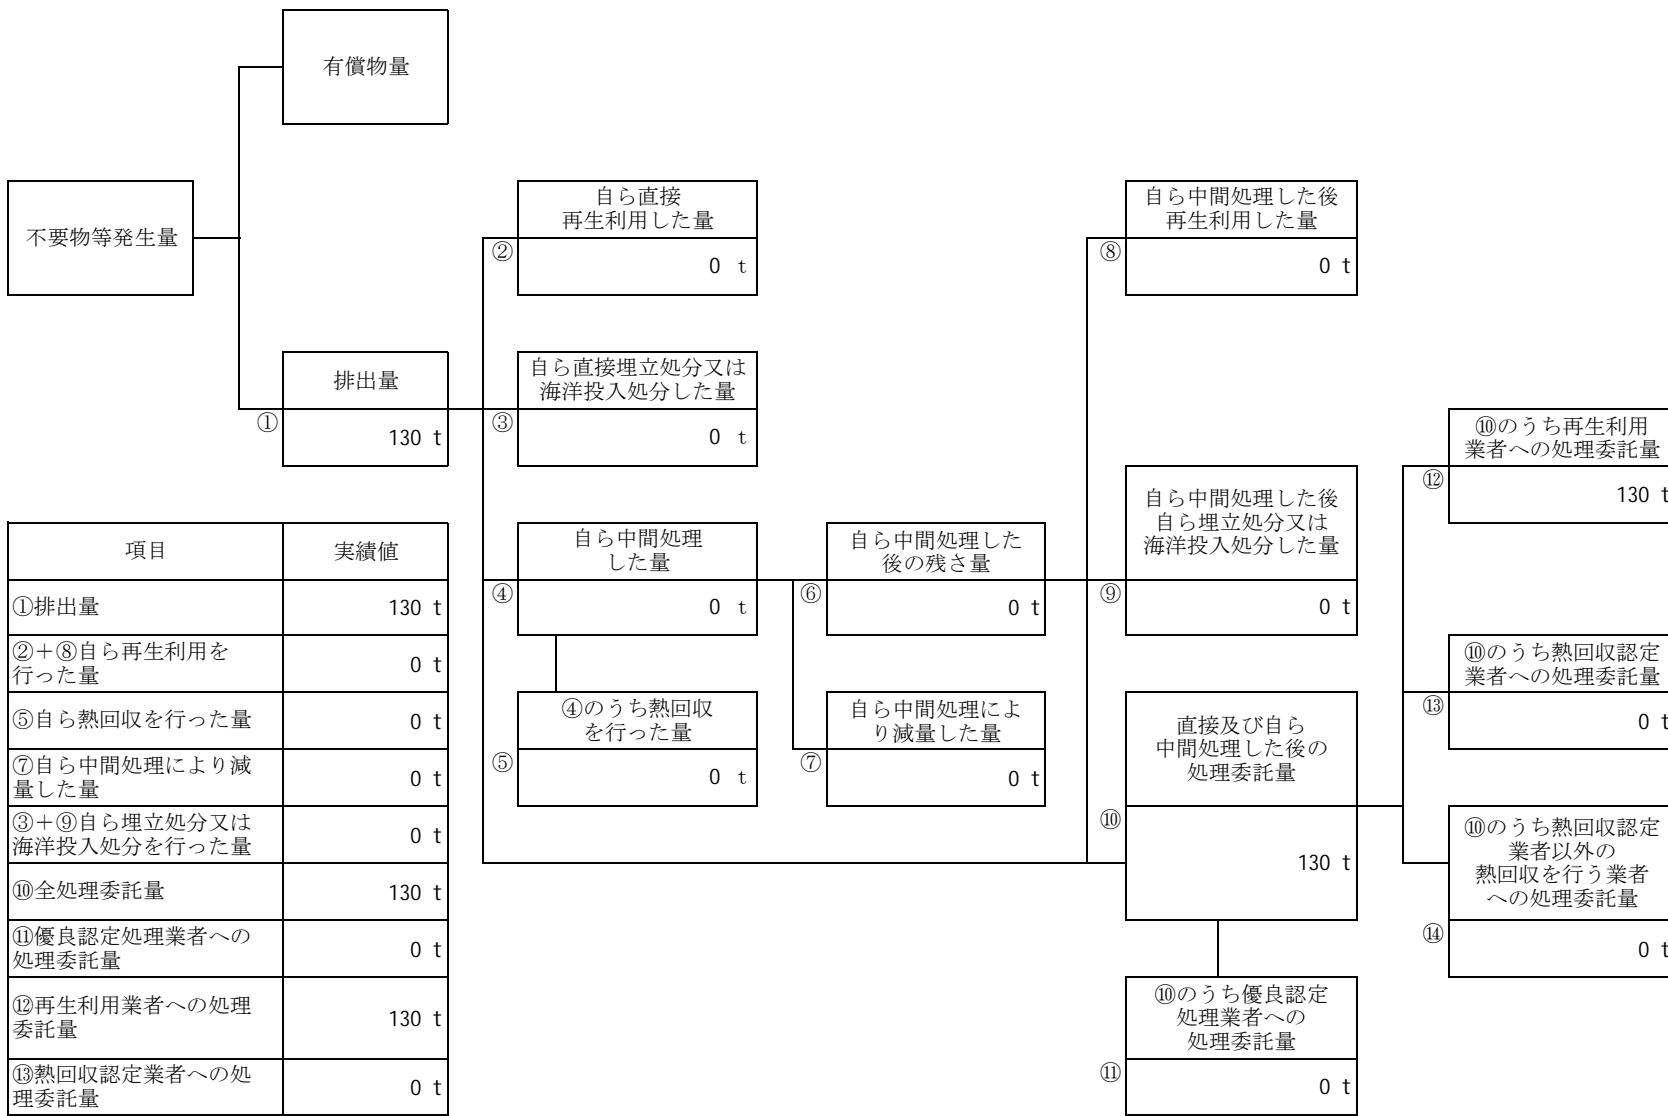 有償物量
不要物等発生量
自ら直接
再生利用した量
②
0 t
自ら中間処理した後
再生利用した量
⑧
0 t
排出量
①
130 t
自ら直接埋立処分又は
海洋投入処分した量
③
0 t
⑩のうち再生利用
業者への処理委託量
⑫
130 t
自ら中間処理した後
自ら埋立処分又は
海洋投入処分した量
⑨
0 t
自ら中間処理
した量
④
0 t
自ら中間処理した
後の残さ量
⑥
0 t
⑩のうち熱回収認定
業者への処理委託量
⑬
0 t
④のうち熱回収
を行った量
⑤
0 t
自ら中間処理によ
り減量した量
⑦
0 t
直接及び自ら
中間処理した後の
処理委託量
⑩
130 t
⑩のうち熱回収認定
業者以外の
熱回収を行う業者
への処理委託量
⑭
0 t
⑩のうち優良認定
処理業者への
処理委託量
⑪
0 t
項目 実績値
①排出量 130 t
②＋⑧自ら再生利用を
行った量 0 t
⑤自ら熱回収を行った量 0 t
⑦自ら中間処理により減
量した量 0 t
③＋⑨自ら埋立処分又は
海洋投入処分を行った量 0 t
⑩全処理委託量 130 t
⑪優良認定処理業者への
処理委託量 0 t
⑫再生利用業者への処理
委託量 130 t
⑬熱回収認定業者への処
理委託量 0 t